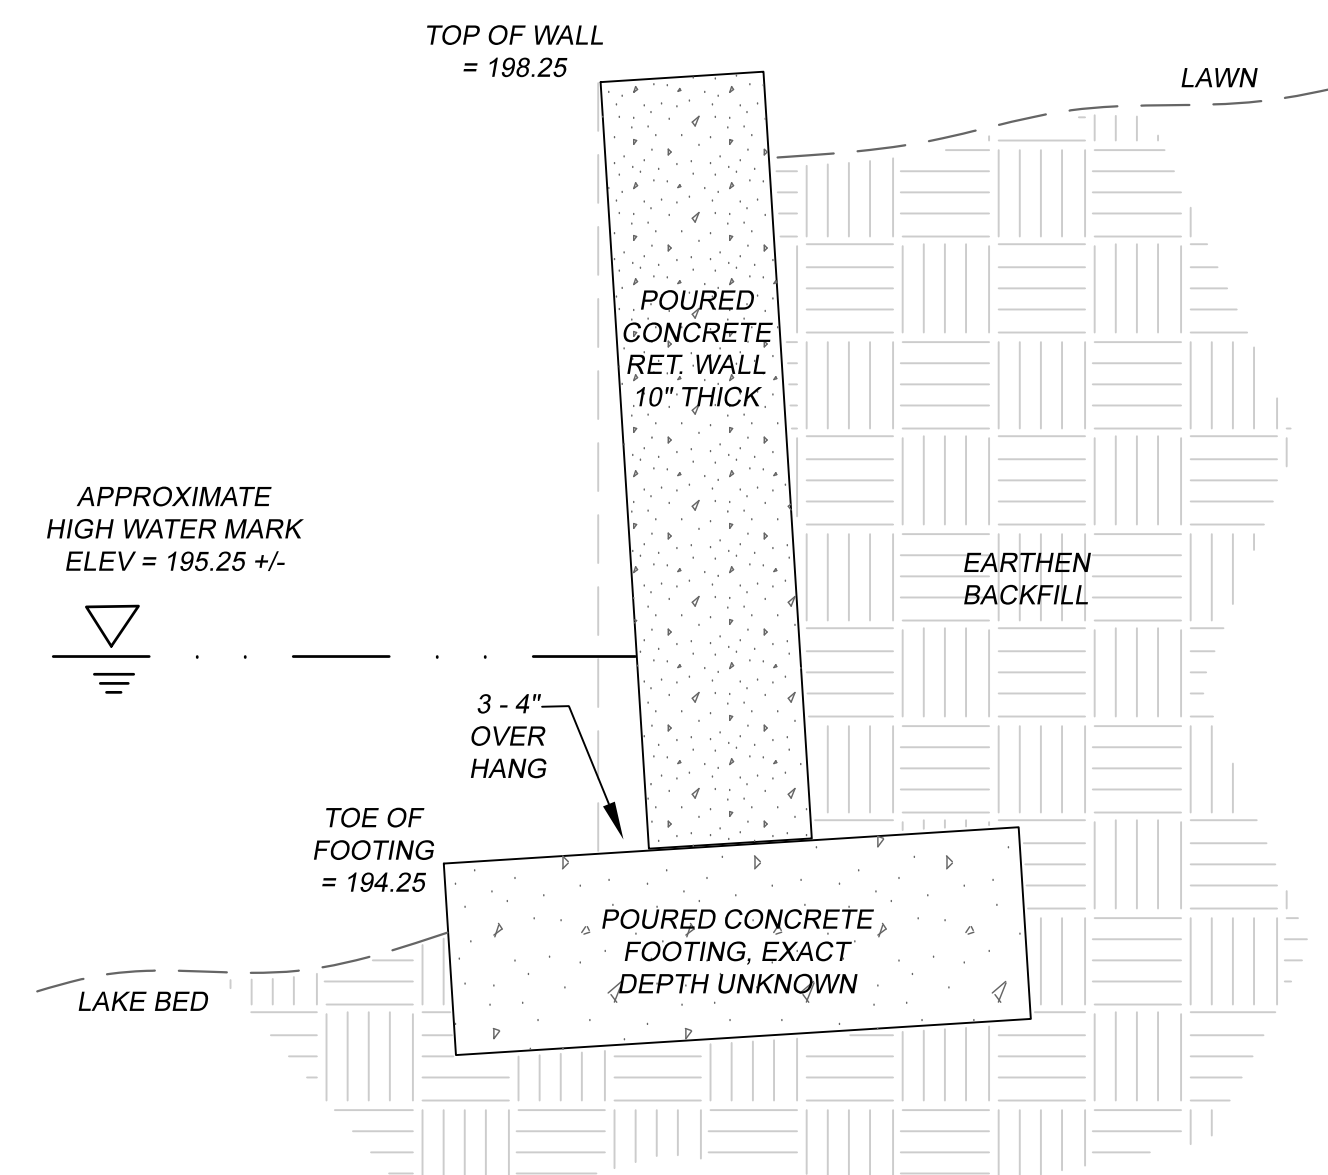 TOP OF WALL
= 198.25
LAWN
POURED
CONCRETE
RET. WALL
10" THICK
APPROXIMATE
HIGH WATER MARK
ELEV = 195.25 +/-
EARTHEN
BACKFILL
3 - 4"
OVER
HANG
TOE OF
FOOTING
= 194.25
POURED CONCRETE
FOOTING, EXACT
DEPTH UNKNOWN
LAKE BED